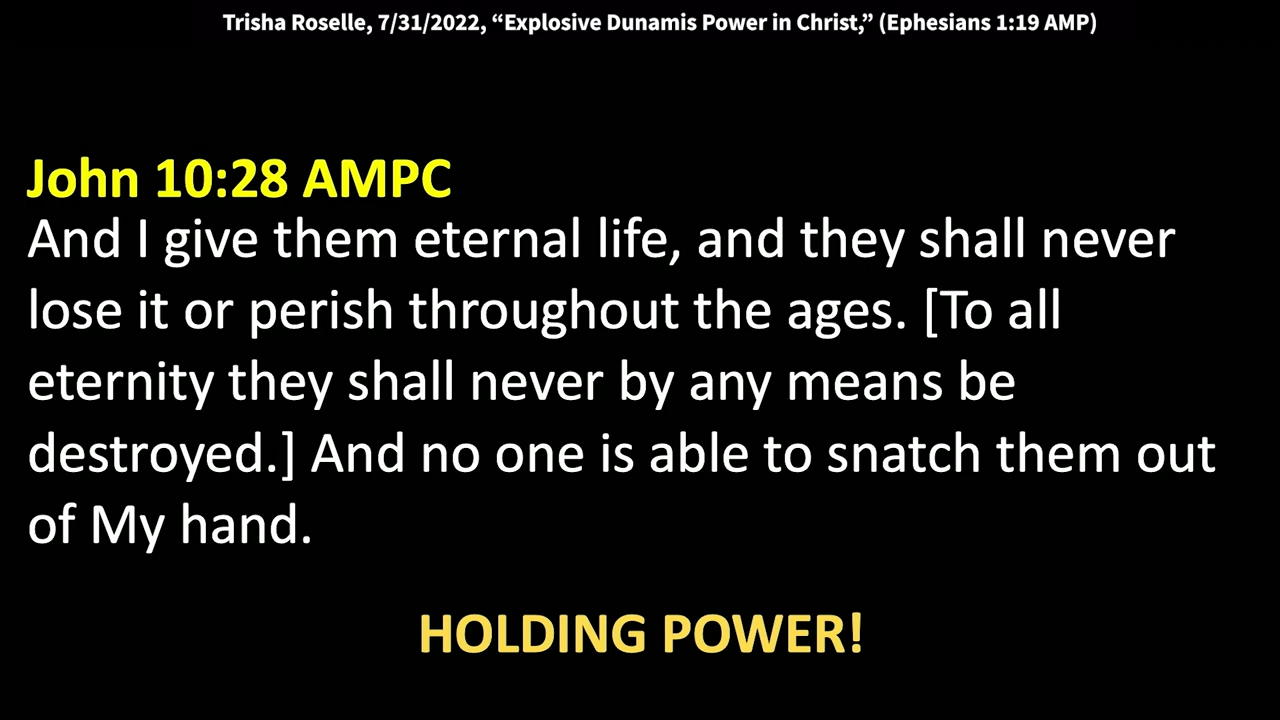 Trisha Roselle, 7/31/2022, “Explosive Dunamis Power in Christ,” (Ephesians 1:19 AMP)
John 10:28 AMPC
And I give them eternal life, and they shall never
lose it or perish throughout the ages. [To all
eternity they shall never by any means be
destroyed.] And no one is able to snatch them out
of My hand.
HOLDING POWER!